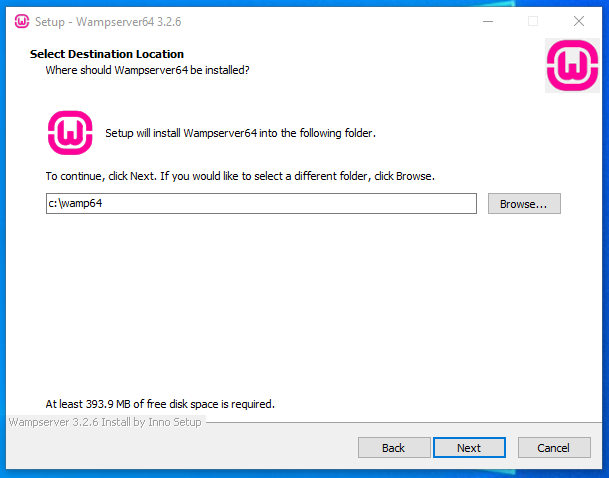 Setup - Wampserver64 3.2.6
Select Destination Location
Where should Wampserver64 be installed?
Setup will install Wampserver64 into the following folder.
To continue, click Next. If you would like to select a different folder, click Browse.
c:\wamp64
Browse...
At least 393.9 MB of free disk space is required.
Wampserver 3.2.6 Install by Inno Setup
Back
Next
Cancel